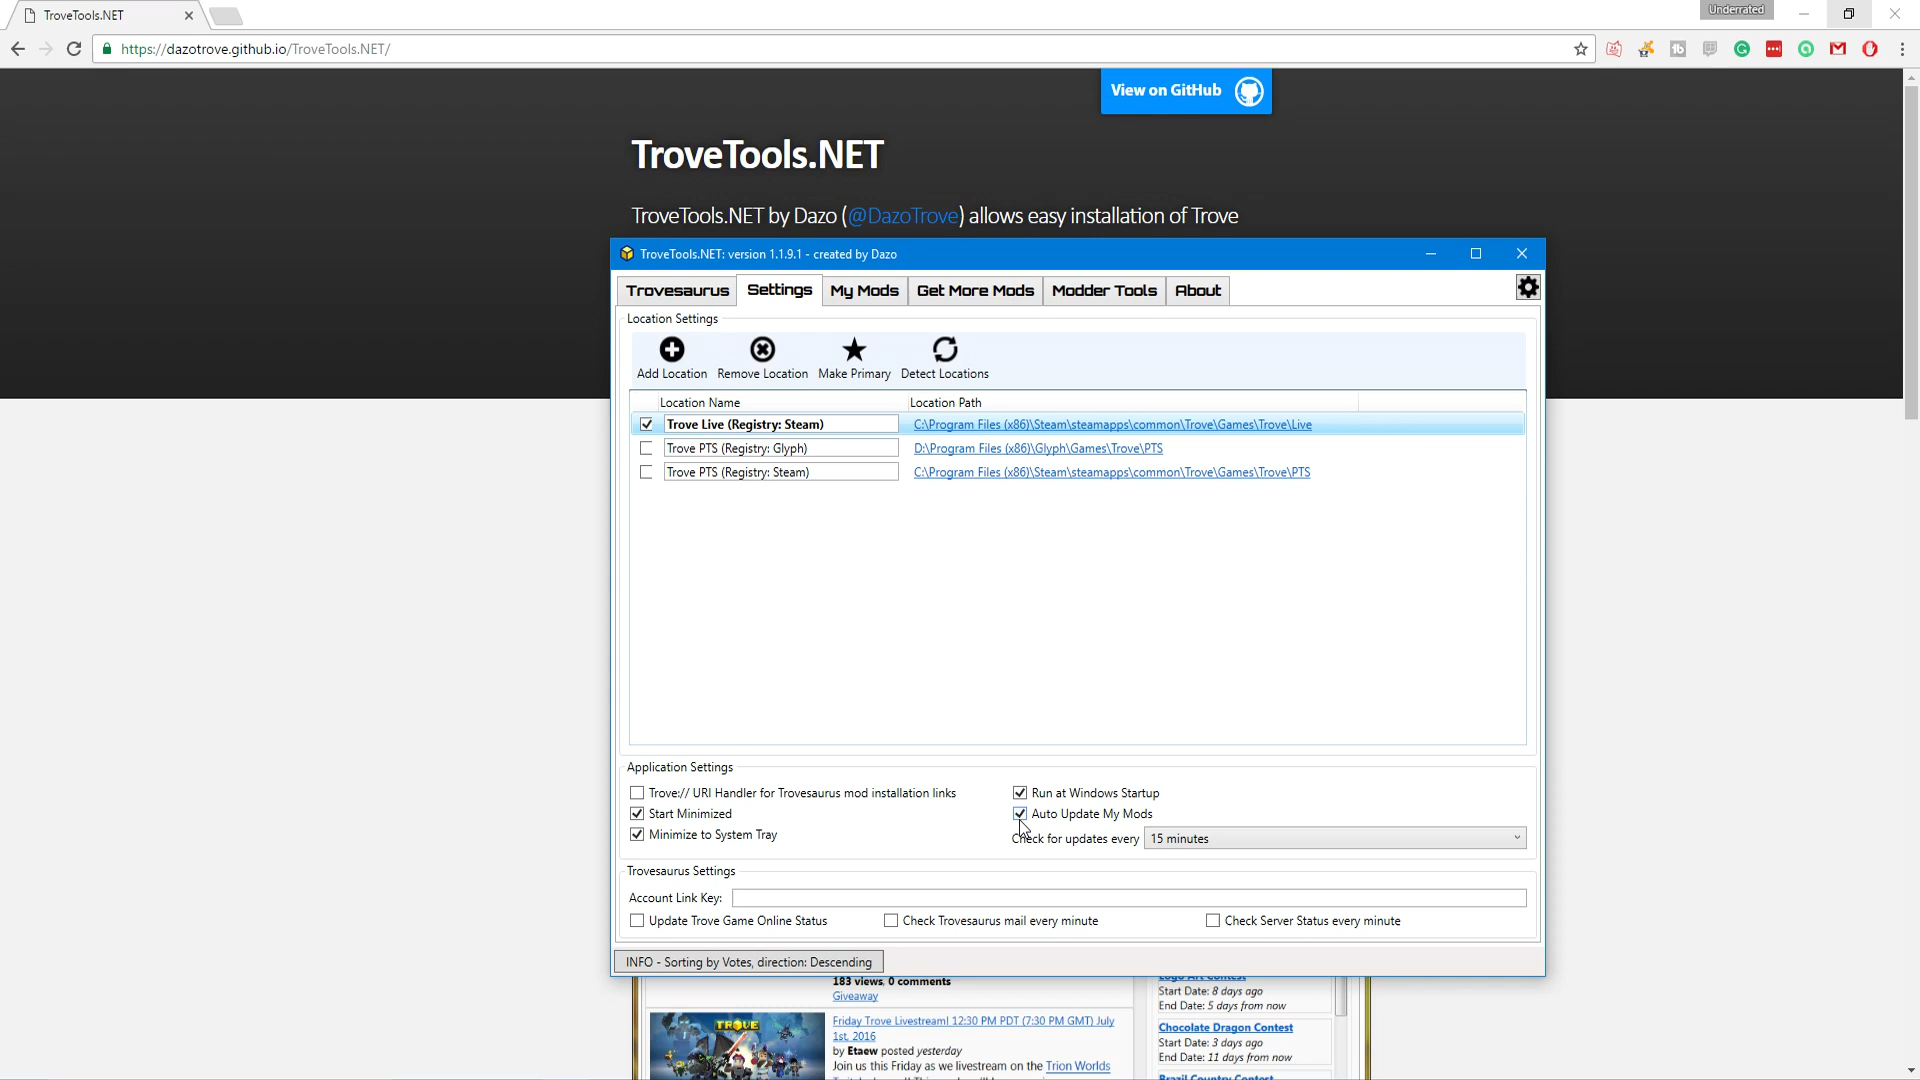 TroveTools.NET
Underrated
https://dazotrove.github.io/TroveTools.NET/
View on GitHub
TroveTools.NET
TroveTools.NET by Dazo (@DazoTrove) allows easy installation of Trove
TroveTools.NET: version 1.1.9.1 - created by Dazo
Trovesaurus Settings My Mods Get More Mods Modder Tools About
Location Settings
Add Location Remove Location Make Primary Detect Locations
Location Name Location Path
Trove Live (Registry: Steam) C:\Program Files (x86)\Steam\steamapps\common\Trove\Games\Trove\Live
Trove PTS (Registry: Glyph) D:\Program Files (x86)\Glyph\Games\Trove\PTS
Trove PTS (Registry: Steam) C:\Program Files (x86)\Steam\steamapps\common\Trove\Games\Trove\PTS
Application Settings
Trove:// URI Handler for Trovesaurus mod installation links Run at Windows Startup
Start Minimized Auto Update My Mods
Minimize to System Tray Check for updates every 15 minutes
Trovesaurus Settings
Account Link Key:
Update Trove Game Online Status Check Trovesaurus mail every minute Check Server Status every minute
INFO - Sorting by Votes, direction: Descending
183 views, 0 comments
Giveaway
TROVE
Friday Trove Livestream! 12:30 PM PDT (7:30 PM GMT) July
1st, 2016
by Etaew posted yesterday
Join us this Friday as we livestream on the Trion Worlds
Logo Art Contest
Start Date: 8 days ago
End Date: 5 days from now
Chocolate Dragon Contest
Start Date: 3 days ago
End Date: 11 days from now
Brazil Country Contest